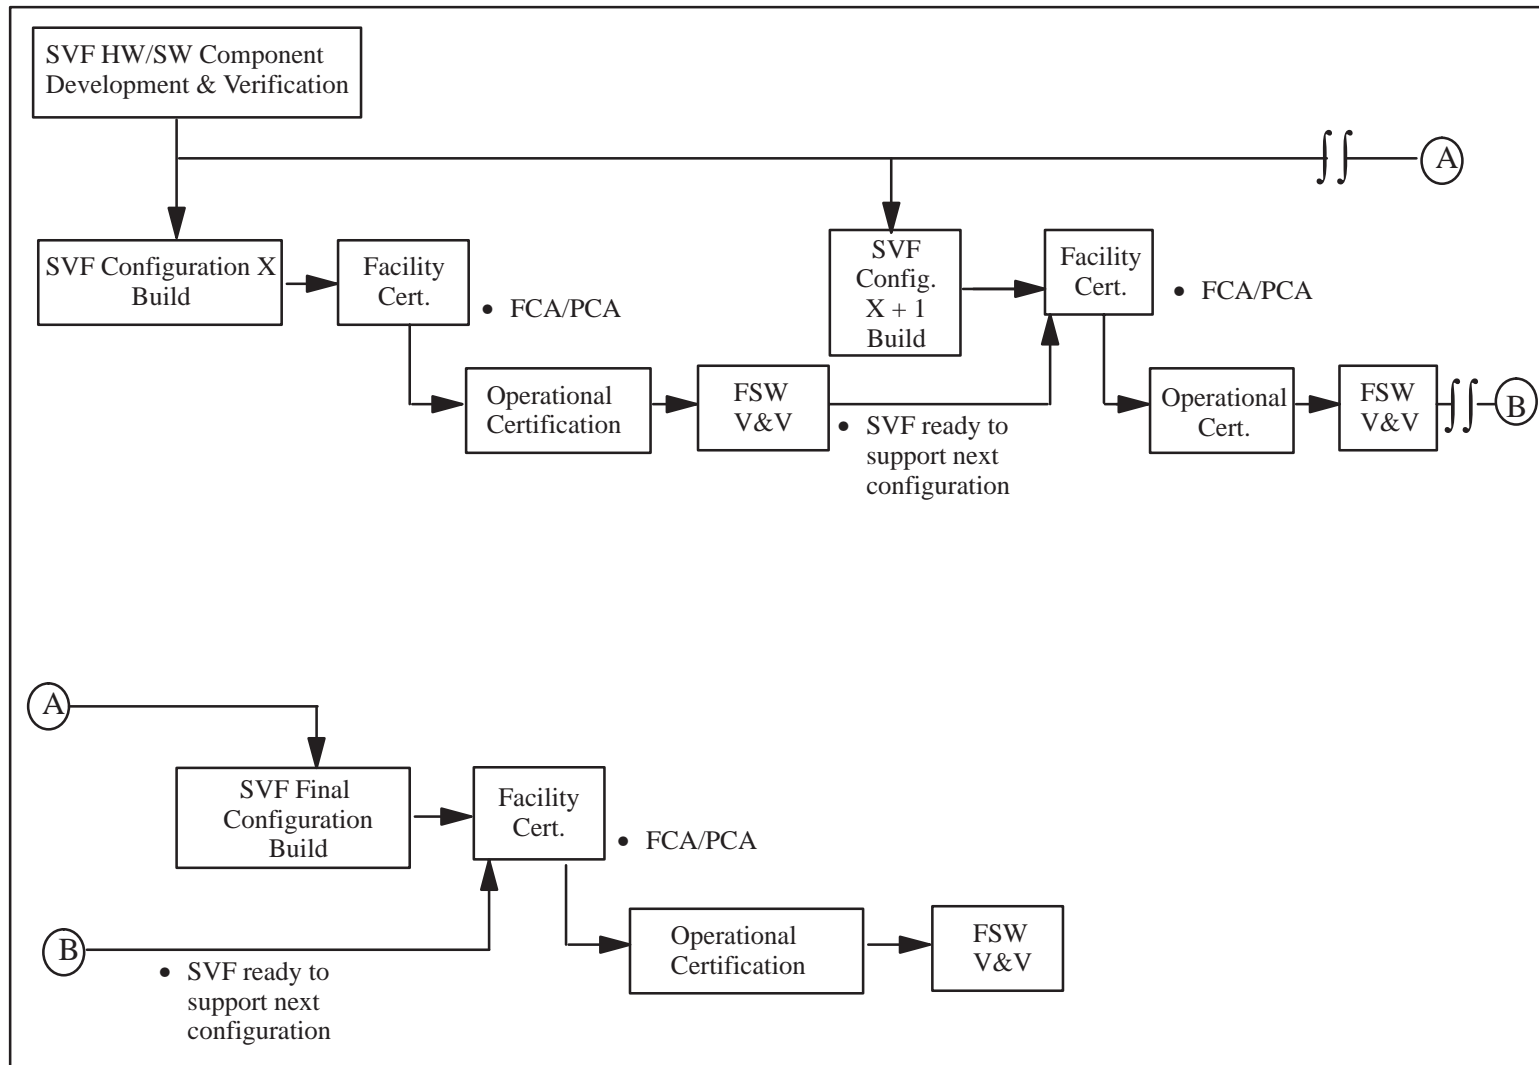 SVF HW/SW Component
Development & Verification
A
SVF Configuration X
Build
Facility
Cert.
• FCA/PCA
SVF
Config.
X + 1
Build
Facility
Cert.
• FCA/PCA
Operational
Certification
FSW
V&V
• SVF ready to
support next
configuration
Operational
Cert.
FSW
V&V
B
A
SVF Final
Configuration
Build
Facility
Cert.
• FCA/PCA
B
• SVF ready to
support next
configuration
Operational
Certification
FSW
V&V